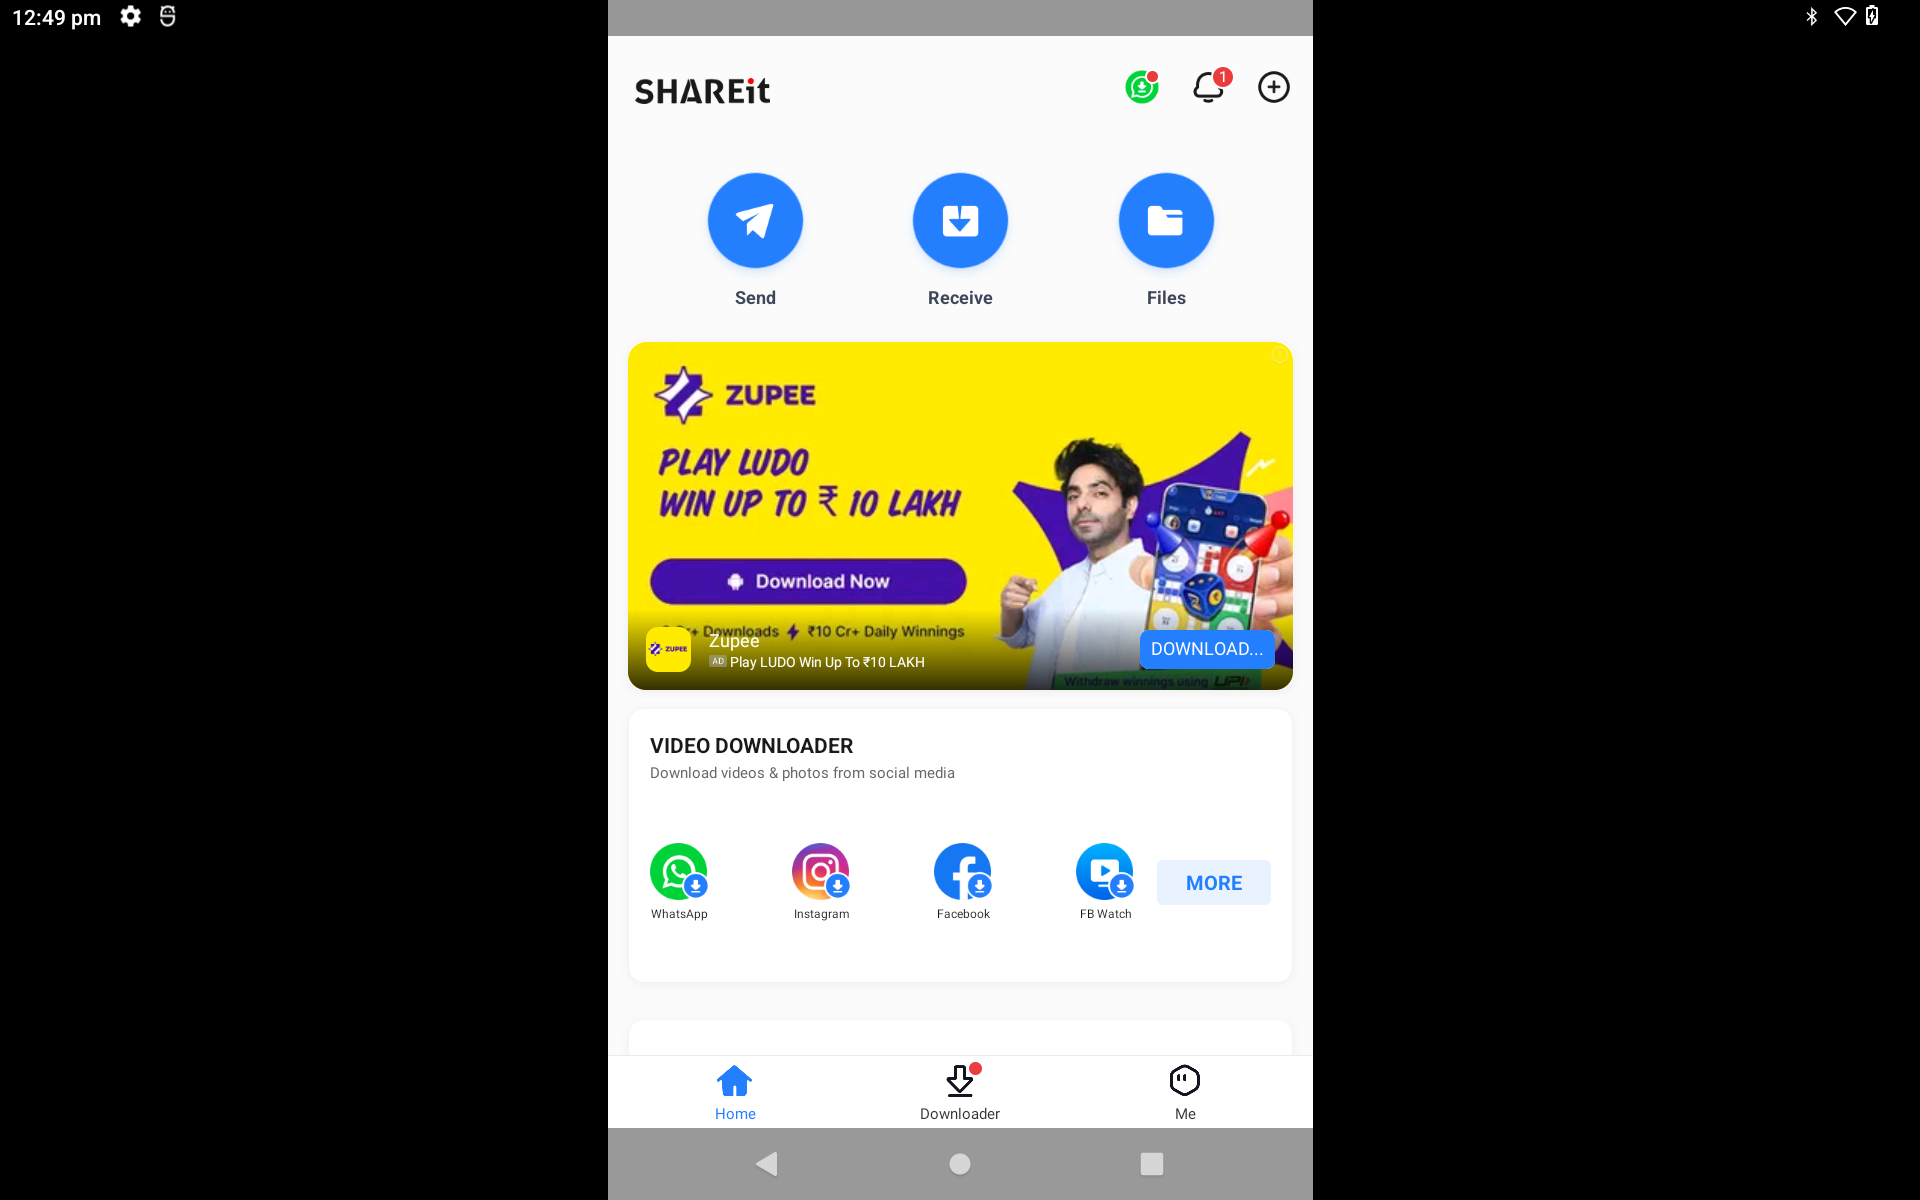 12:49 pm
SHAREit
1
Send
Receive
Files
ZUPEE
PLAY LUDO
WIN UP TO ₹ 10 LAKH
Download Now
Cr+ Downloads ₹10 Cr+ Daily Winnings
ZUPEE
Zupee
AD Play LUDO Win Up To ₹10 LAKH
DOWNLOAD...
Withdraw winnings using UPI
VIDEO DOWNLOADER
Download videos & photos from social media
WhatsApp
Instagram
Facebook
FB Watch
MORE
Home
Downloader
Me